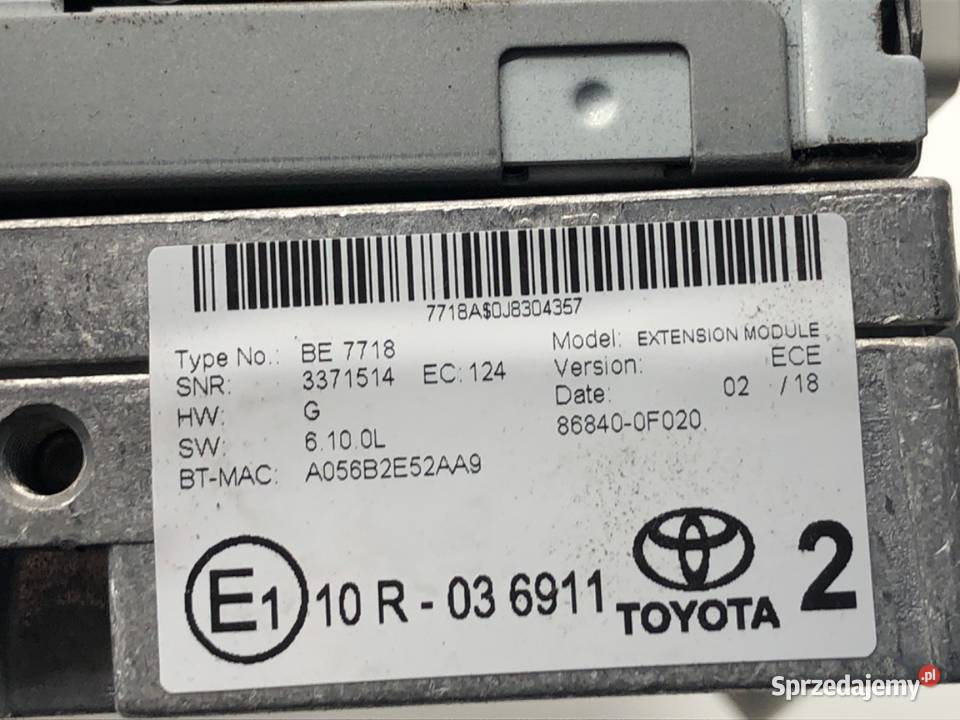 7718A$0J8304357
Type No.: BE 7718
SNR: 3371514 EC: 124
HW: G
SW: 6.10.0L
BT-MAC: A056B2E52AA9
Model: EXTENSION MODULE
Version: ECE
Date: 02 /18
86840-0F020
E1 10 R - 03 6911
TOYOTA 2
Sprzedajemy.pl